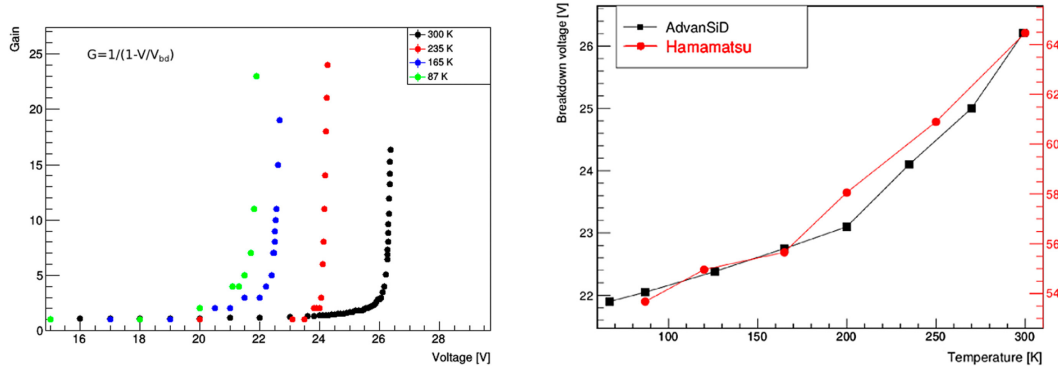 Gain
25
20
15
10
5
0
G=1/(1-V/Vbd)
300 K
235 K
165 K
87 K
16 18 20 22 24 26 28
Voltage [V]
Breakdown voltage [V]
26
25
24
23
22
AdvanSiD
Hamamatsu
64
62
60
58
56
54
100 150 200 250 300
Temperature [K]